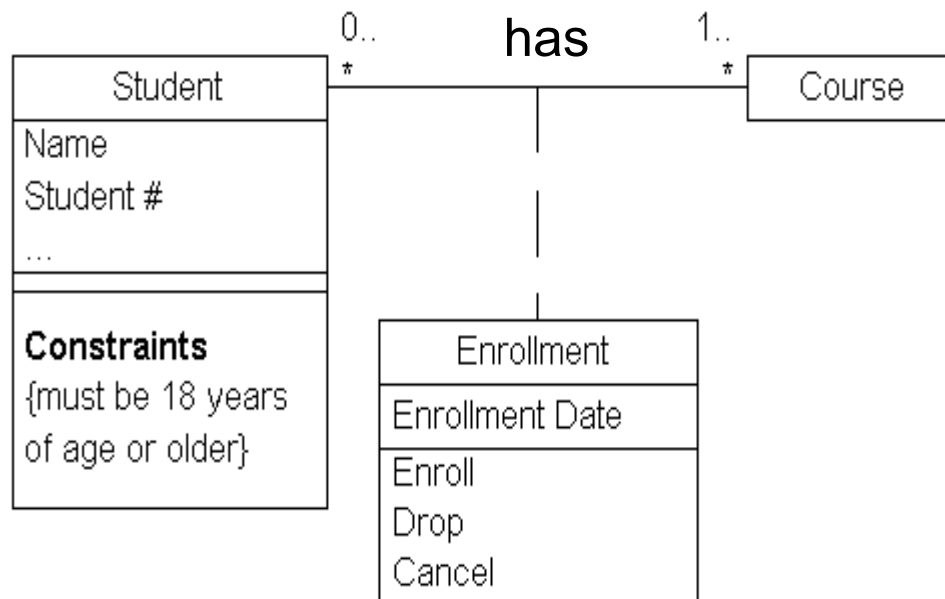 0..
*
has
1..
*
Student
Name
Student #
...
Constraints
{must be 18 years
of age or older}
Course
Enrollment
Enrollment Date
Enroll
Drop
Cancel